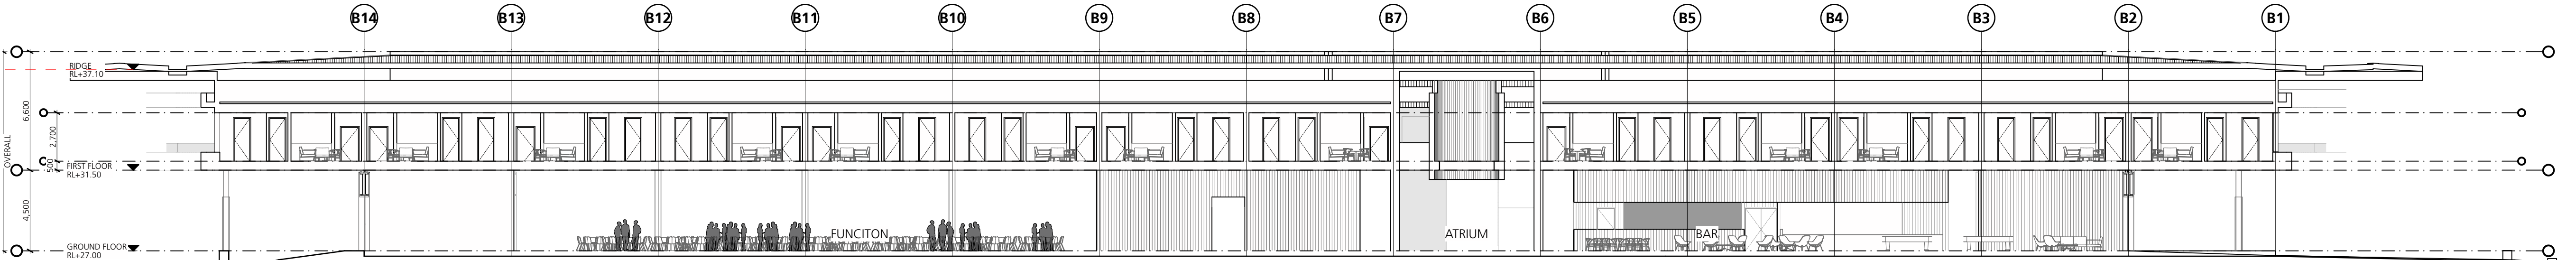 B14 B13 B12 B11 B10 B9 B8 B7 B6 B5 B4 B3 B2 B1
RIDGE
RL+37.10
6,600
2,700
OVERALL
500
FIRST FLOOR
RL+31.50
4,500
FUNCITON
ATRIUM
BAR
GROUND FLOOR
RL+27.00